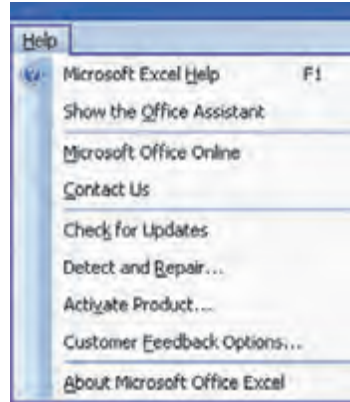 Help
Microsoft Excel Help F1
Show the Office Assistant
Microsoft Office Online
Contact Us
Check for Updates
Detect and Repair...
Activate Product...
Customer Feedback Options...
About Microsoft Office Excel